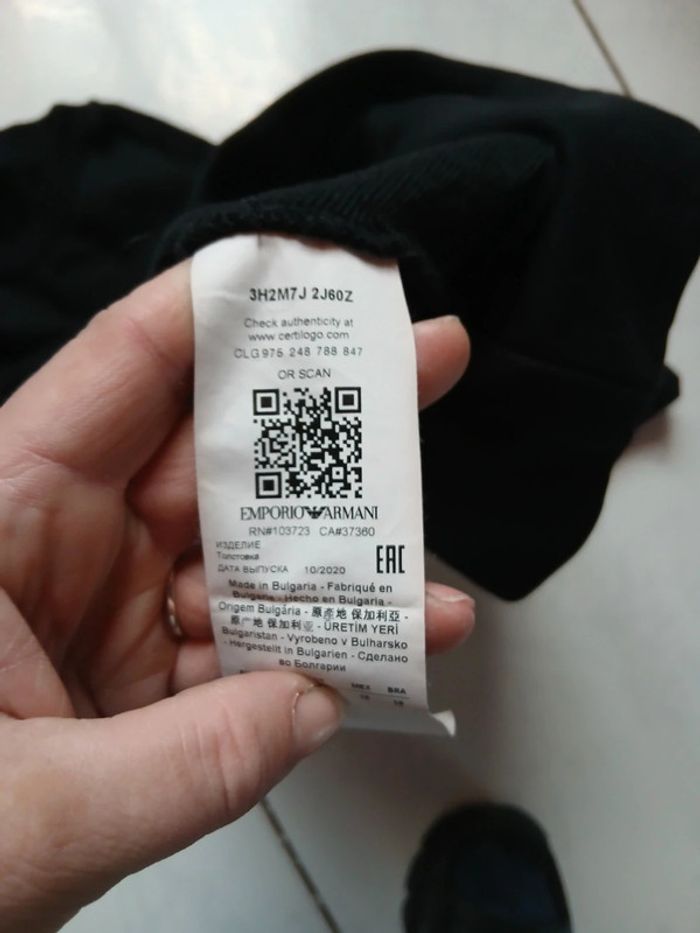 3H2M7J 2J60Z
Check authenticity at
www.certilogo.com
CLG 975 248 788 847
OR SCAN
EMPORIO ARMANI
RN#103723 CA#37360
ИЗДЕЛИЕ
Толстовка
ДАТА ВЫПУСКА 10/2020
EAC
Made in Bulgaria - Fabriqué en
Bulgarie - Hecho en Bulgaria -
Origem Bulgária - 原產地 保加利亞 -
原产地 保加利亚 - ÜRETİM YERİ
Bulgaristan - Vyrobeno v Bulharsko
- Hergestellt in Bulgarien - Сделано
во Болгарии
MEX BRA